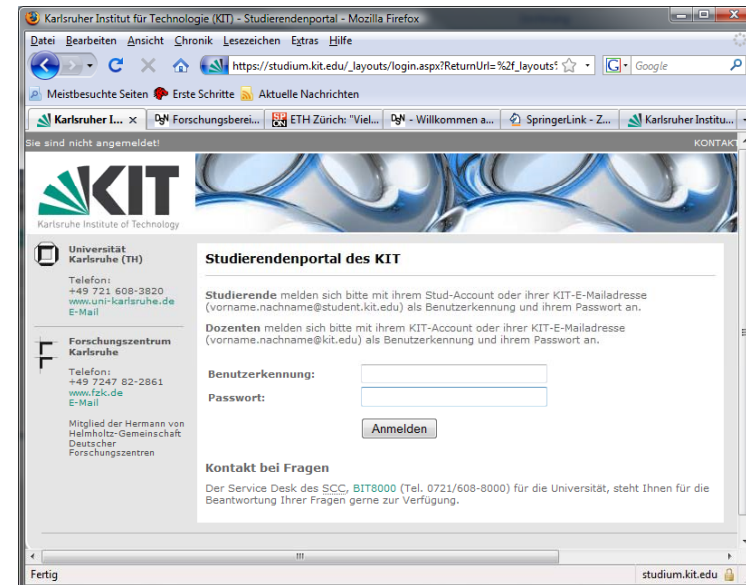 Karlsruher Institut für Technologie (KIT) - Studierendenportal - Mozilla Firefox
Datei Bearbeiten Ansicht Chronik Lesezeichen Extras Hilfe
https://studium.kit.edu/_layouts/login.aspx?ReturnUrl=%2f_layouts%
Google
Meistbesuchte Seiten Erste Schritte Aktuelle Nachrichten
Karlsruher I... Forschungsberei... ETH Zürich: "Viel... - Willkommen a... SpringerLink - Z... Karlsruher Institu...
Sie sind nicht angemeldet! KONTAKT
KIT
Karlsruhe Institute of Technology
Universität
Karlsruhe (TH)
Telefon:
+49 721 608-3820
www.uni-karlsruhe.de
E-Mail
Forschungszentrum
Karlsruhe
Telefon:
+49 7247 82-2861
www.fzk.de
E-Mail
Mitglied der Hermann von
Helmholtz-Gemeinschaft
Deutscher
Forschungszentren
Studierendenportal des KIT
Studierende melden sich bitte mit ihrem Stud-Account oder ihrer KIT-E-Mailadresse
(vorname.nachname@student.kit.edu) als Benutzerkennung und ihrem Passwort an.
Dozenten melden sich bitte mit ihrem KIT-Account oder ihrer KIT-E-Mailadresse
(vorname.nachname@kit.edu) als Benutzerkennung und ihrem Passwort an.
Benutzerkennung:
Passwort:
Anmelden
Kontakt bei Fragen
Der Service Desk des SCC, BIT8000 (Tel. 0721/608-8000) für die Universität, steht Ihnen für die
Beantwortung Ihrer Fragen gerne zur Verfügung.
Fertig studium.kit.edu